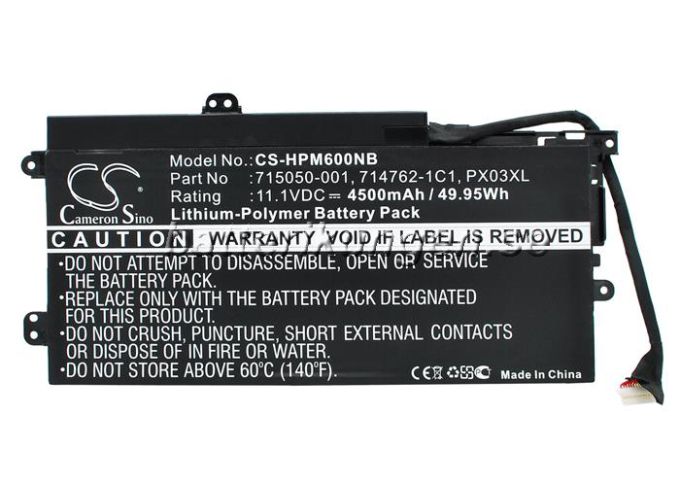 Model No.: CS-HPM600NB
Part No : 715050-001, 714762-1C1, PX03XL
Rating : 11.1VDC⎓ 4500mAh / 49.95Wh
Lithium-Polymer Battery Pack
CS
Cameron Sino
CAUTION WARRANTY VOID IF LABEL IS REMOVED
•DO NOT ATTEMPT TO DISASSEMBLE, OPEN OR SERVICE
THE BATTERY PACK.
•REPLACE ONLY WITH THE BATTERY PACK DESIGNATED
FOR THIS PRODUCT.
•DO NOT CRUSH, PUNCTURE, SHORT EXTERNAL CONTACTS
OR DISPOSE OF IN FIRE OR WATER.
•DO NOT STORE ABOVE 60℃ (140℉).
CE
Made In China